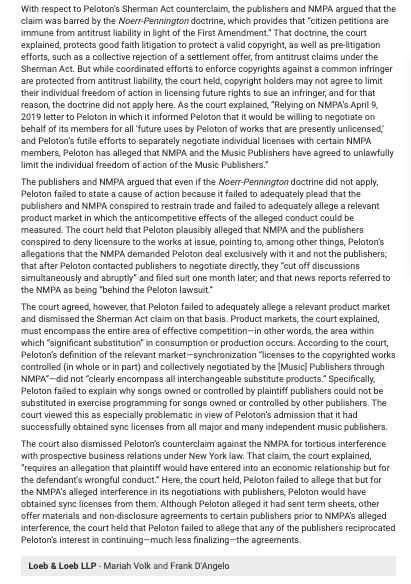 With respect to Peloton's Sherman Act counterclaim, the publishers and NMPA argued that the
claim was barred by the Noerr-Pennington doctrine, which provides that "citizen petitions are
immune from antitrust liability in light of the First Amendment." That doctrine, the court
explained, protects good faith litigation to protect a valid copyright, as well as pre-litigation
efforts, such as a collective rejection of a settlement offer, from antitrust claims under the
Sherman Act. But while coordinated efforts to enforce copyrights against a common infringer
are protected from antitrust liability, the court held, copyright holders may not agree to limit
their individual freedom of action in licensing future rights to sue an infringer, and for that
reason, the doctrine did not apply here. As the court explained, "Relying on NMPA's April 9,
2019 letter to Peloton in which it informed Peloton that it would be willing to negotiate on
behalf of its members for all 'future uses by Peloton of works that are presently unlicensed,'
and Peloton's futile efforts to separately negotiate individual licenses with certain NMPA
members, Peloton has alleged that NMPA and the Music Publishers have agreed to unlawfully
limit the individual freedom of action of the Music Publishers."
The publishers and NMPA argued that even if the Noerr-Pennington doctrine did not apply,
Peloton failed to state a cause of action because it failed to adequately plead that the
publishers and NMPA conspired to restrain trade and failed to adequately allege a relevant
product market in which the anticompetitive effects of the alleged conduct could be
measured. The court held that Peloton plausibly alleged that NMPA and the publishers
conspired to deny licensure to the works at issue, pointing to, among other things, Peloton's
allegations that the NMPA demanded Peloton deal exclusively with it and not the publishers;
that after Peloton contacted publishers to negotiate directly, they "cut off discussions
simultaneously and abruptly" and filed suit one month later; and that news reports referred to
the NMPA as being "behind the Peloton lawsuit."
The court agreed, however, that Peloton failed to adequately allege a relevant product market
and dismissed the Sherman Act claim on that basis. Product markets, the court explained,
must encompass the entire area of effective competition—in other words, the area within
which "significant substitution" in consumption or production occurs. According to the court,
Peloton's definition of the relevant market—synchronization "licenses to the copyrighted works
controlled (in whole or in part) and collectively negotiated by the [Music] Publishers through
NMPA"—did not "clearly encompass all interchangeable substitute products." Specifically,
Peloton failed to explain why songs owned or controlled by plaintiff publishers could not be
substituted in exercise programming for songs owned or controlled by other publishers. The
court viewed this as especially problematic in view of Peloton's admission that it had
successfully obtained sync licenses from all major and many independent music publishers.
The court also dismissed Peloton's counterclaim against the NMPA for tortious interference
with prospective business relations under New York law. That claim, the court explained,
"requires an allegation that plaintiff would have entered into an economic relationship but for
the defendant's wrongful conduct." Here, the court held, Peloton failed to allege that but for
the NMPA's alleged interference in its negotiations with publishers, Peloton would have
obtained sync licenses from them. Although Peloton alleged it had sent term sheets, other
offer materials and non-disclosure agreements to certain publishers prior to NMPA's alleged
interference, the court held that Peloton failed to allege that any of the publishers reciprocated
Peloton's interest in continuing—much less finalizing—the agreements.
Loeb & Loeb LLP - Mariah Volk and Frank D'Angelo